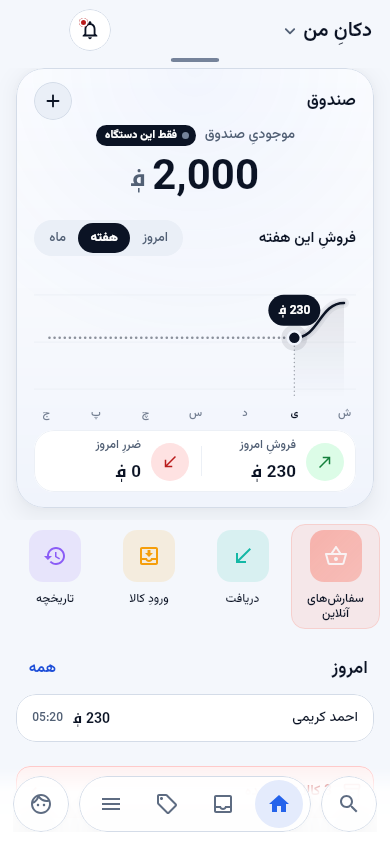 دکانِ من
صندوق
موجودیِ صندوق
فقط این دستگاه
2,000 ؋
فروشِ این هفته
امروز
هفته
ماه
230 ؋
ش
ی
د
س
چ
پ
ج
فروشِ امروز
230 ؋
ضررِ امروز
0 ؋
سفارش‌های
آنلاین
دریافت
ورودِ کالا
تاریخچه
امروز
همه
احمد کریمی
230 ؋
05:20